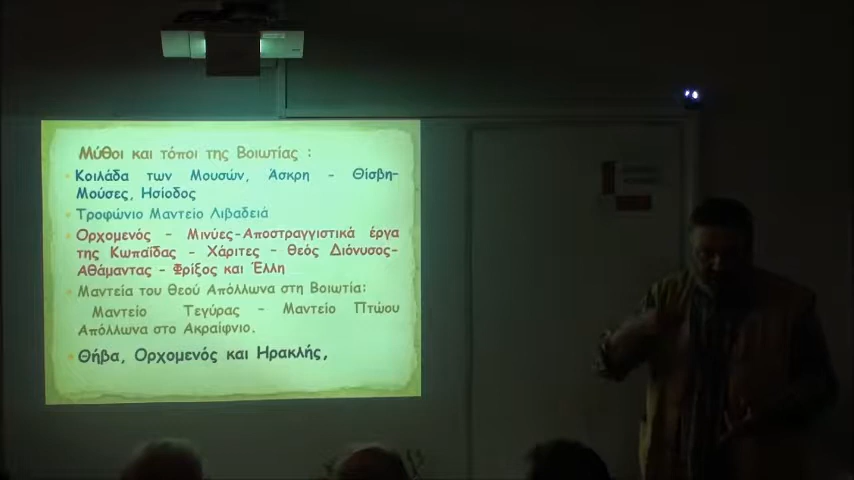 Μύθοι και τόποι της Βοιωτίας :
Κοιλάδα των Μουσών, Άσκρη - Θίσβη-
Μούσες, Ησίοδος
Τροφώνιο Μαντείο Λιβαδειά
Ορχομενός - Μινύες-Αποστραγγιστικά έργα
της Κωπαΐδας - Χάριτες - θεός Διόνυσος-
Αθάμαντας - Φρίξος και Έλλη
Μαντεία του θεού Απόλλωνα στη Βοιωτία:
Μαντείο Τεγύρας - Μαντείο Πτώου
Απόλλωνα στο Ακραίφνιο.
Θήβα, Ορχομενός και Ηρακλής,